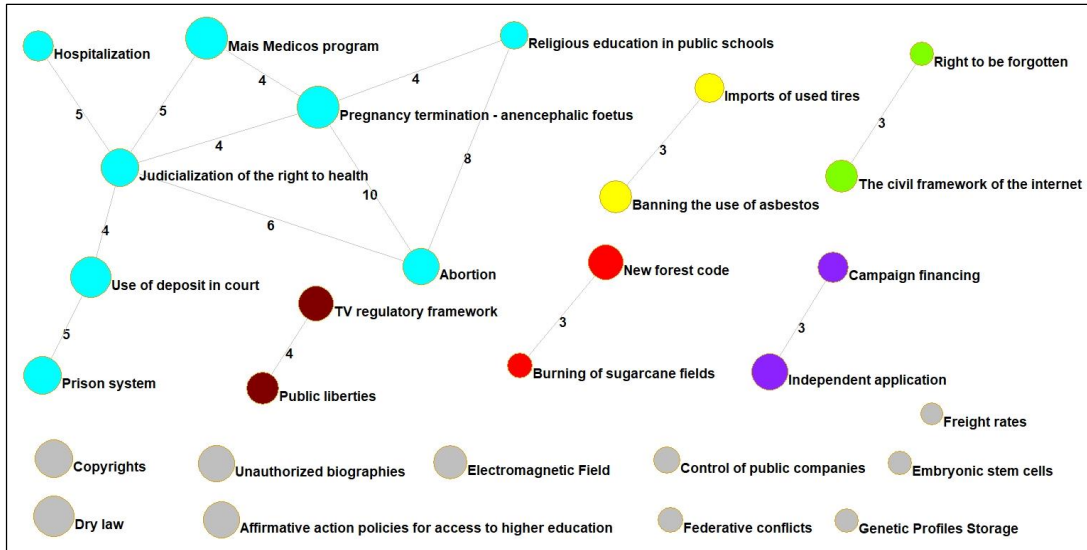 Hospitalization
Mais Medicos program
Religious education in public schools
Right to be forgotten
5
5
4
4
Pregnancy termination - anencephalic foetus
Imports of used tires
3
4
8
3
Judicialization of the right to health
10
Banning the use of asbestos
The civil framework of the internet
4
6
Use of deposit in court
Abortion
New forest code
Campaign financing
TV regulatory framework
5
4
3
3
Prison system
Public liberties
Burning of sugarcane fields
Independent application
Freight rates
Copyrights
Unauthorized biographies
Electromagnetic Field
Control of public companies
Embryonic stem cells
Dry law
Affirmative action policies for access to higher education
Federative conflicts
Genetic Profiles Storage